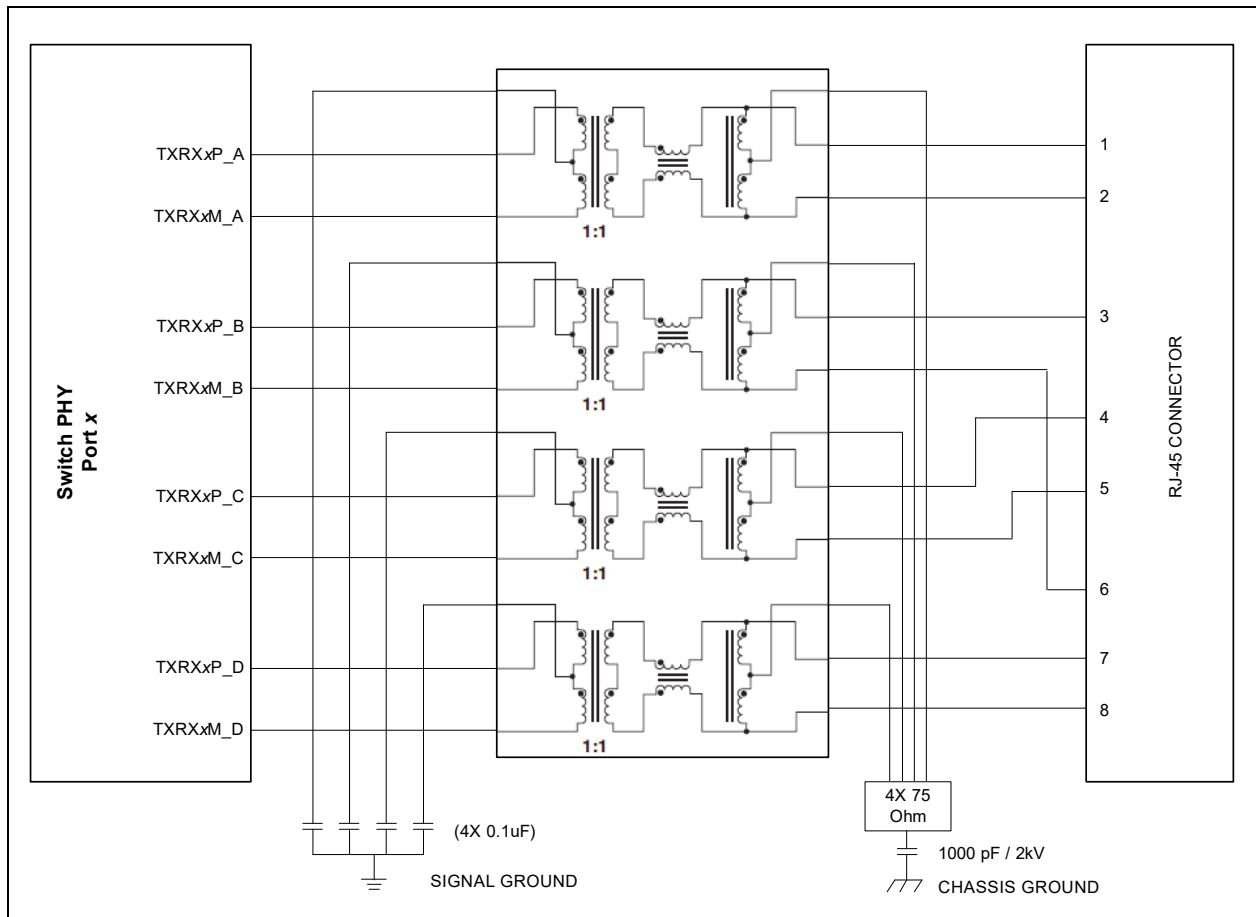 Switch PHY
Port x
TXRXxP_A
TXRXxM_A
TXRXxP_B
TXRXxM_B
TXRXxP_C
TXRXxM_C
TXRXxP_D
TXRXxM_D
1:1
1:1
1:1
1:1
1
2
3
4
5
6
7
8
RJ-45 CONNECTOR
(4X 0.1uF)
SIGNAL GROUND
4X 75
Ohm
1000 pF / 2kV
CHASSIS GROUND